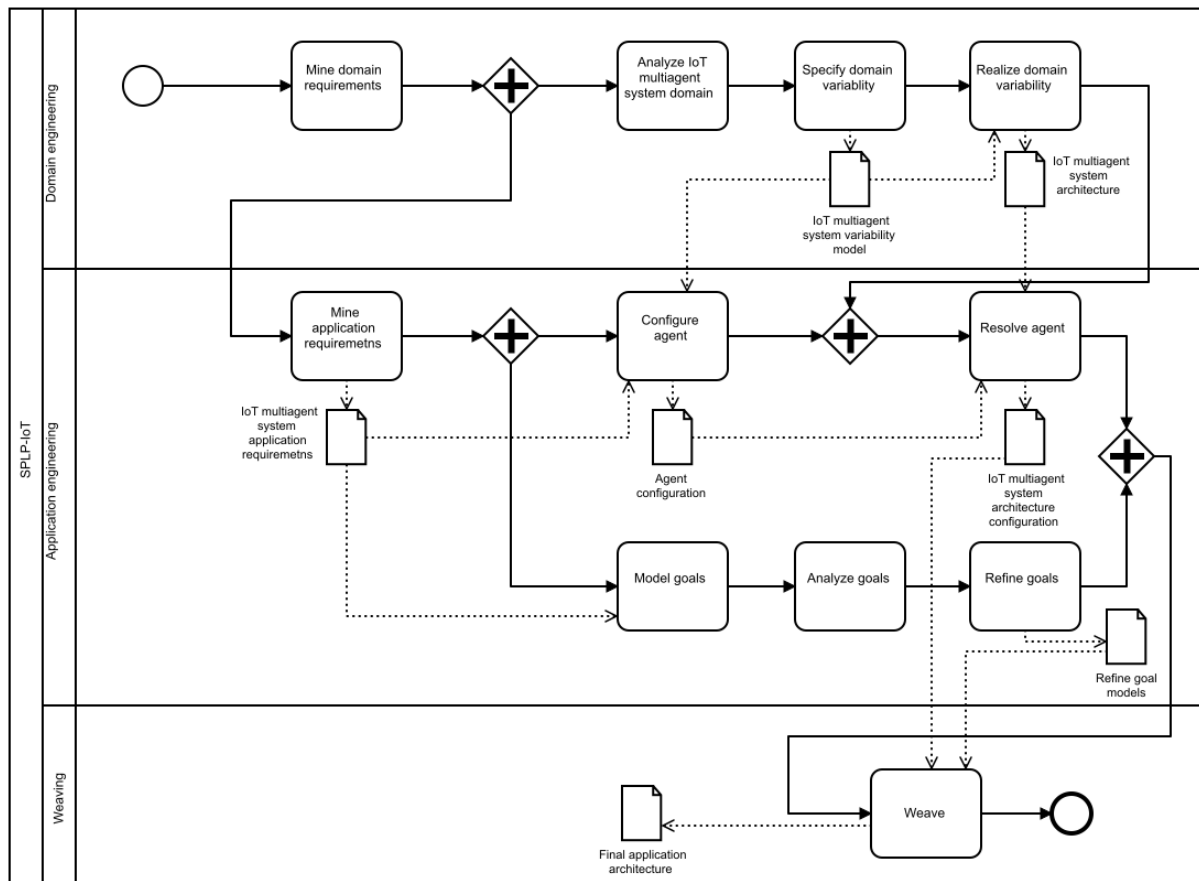 SPLP-IoT
Domain engineering
Mine domain
requirements
Analyze IoT
multiagent
system domain
Specify domain
variablity
Realize domain
variability
IoT multiagent
system variability
model
IoT multiagent
system
architecture
Application engineering
Mine
application
requiremetns
Configure
agent
Resolve agent
IoT multiagent
system
application
requiremetns
Agent
configuration
IoT multiagent
system
architecture
configuration
Model goals
Analyze goals
Refine goals
Refine goal
models
Weaving
Weave
Final application
architecture